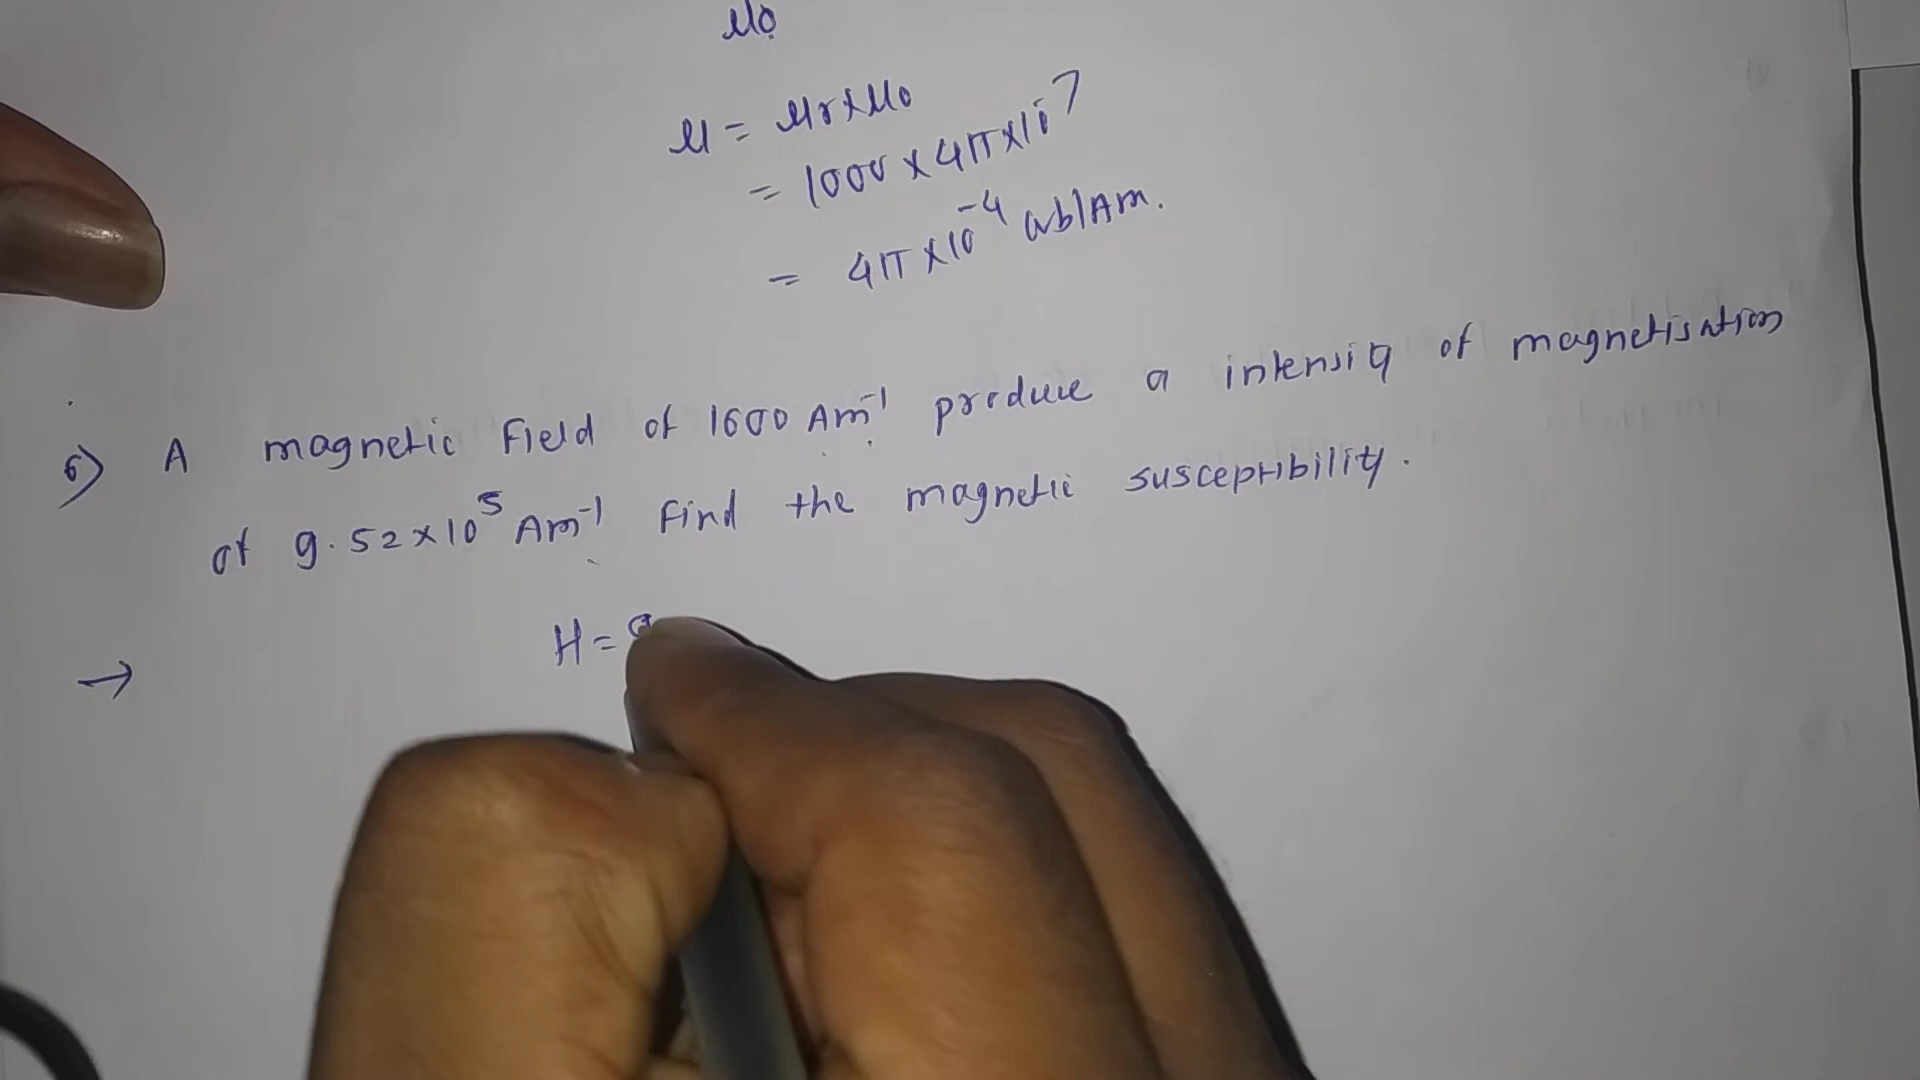 μ0
μ = μr×μ0
= 1000 × 4π×10⁻⁷
= 4π×10⁻⁴ wb/Am.
6) A magnetic Field of 1600 Am⁻¹ produce a intensity of magnetisation
of 9.52×10⁵ Am⁻¹ Find the magnetic susceptibility.
→ H =